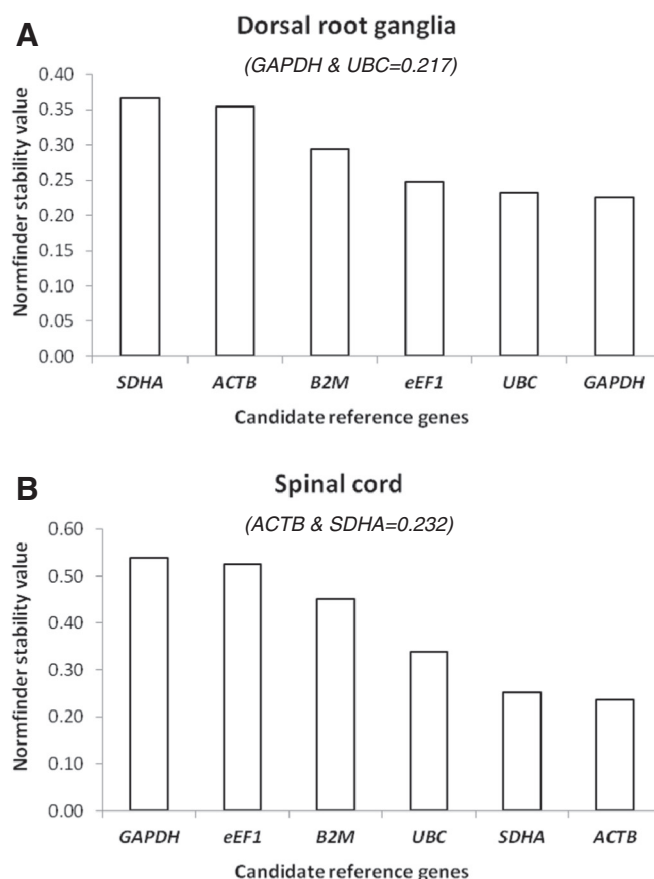 A
Dorsal root ganglia
(GAPDH & UBC=0.217)
Normfinder stability value
0.40
0.35
0.30
0.25
0.20
0.15
0.10
0.05
0.00
SDHA ACTB B2M eEF1 UBC GAPDH
Candidate reference genes
B
Spinal cord
(ACTB & SDHA=0.232)
Normfinder stability value
0.60
0.50
0.40
0.30
0.20
0.10
0.00
GAPDH eEF1 B2M UBC SDHA ACTB
Candidate reference genes